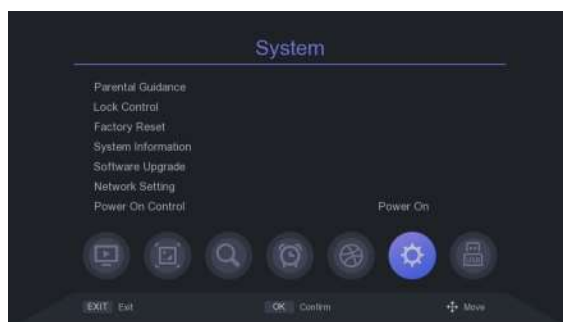 System
Parental Guidance
Lock Control
Factory Reset
System Information
Software Upgrade
Network Setting
Power On Control Power On
USB
EXIT Exit OK Confirm Move